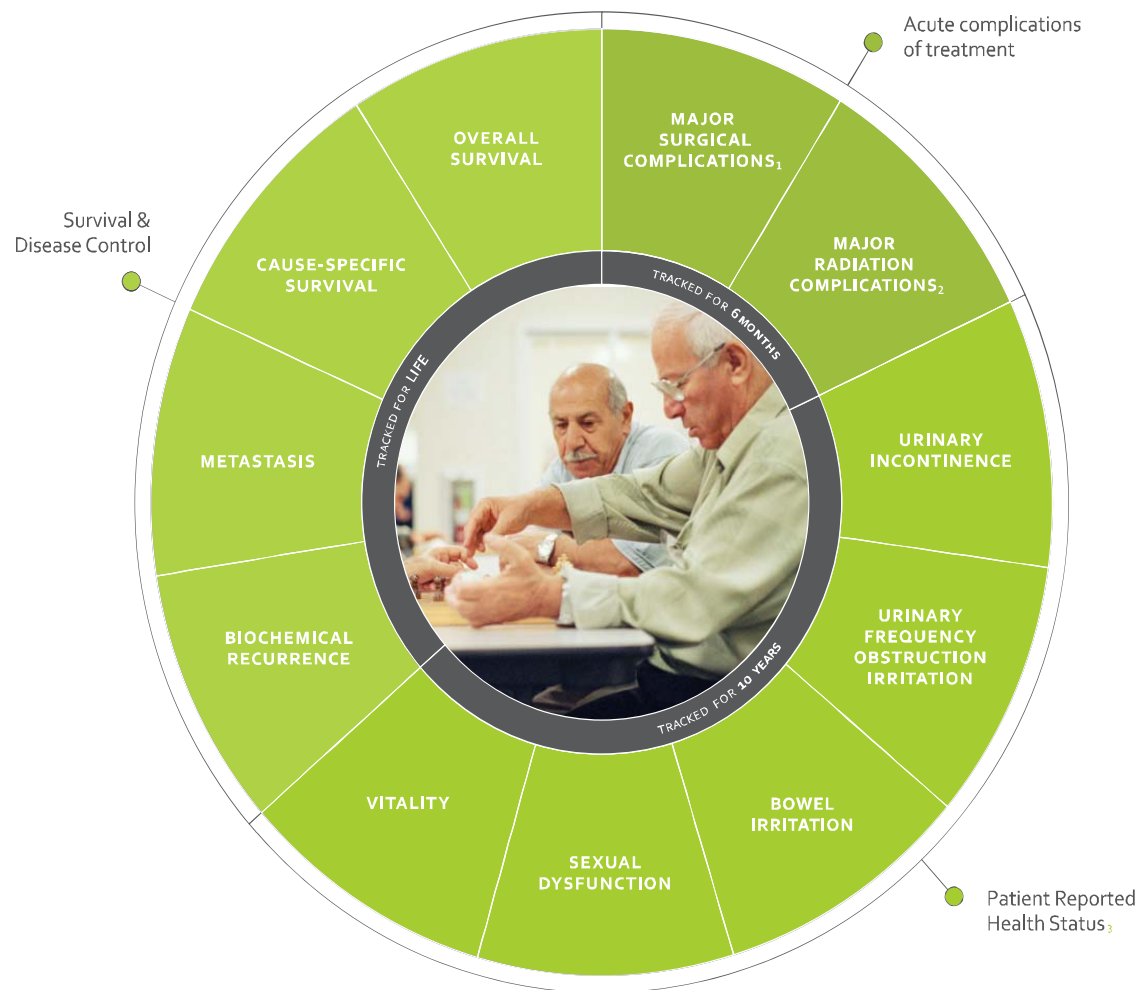 Acute complications
of treatment
MAJOR
SURGICAL
COMPLICATIONS₁
MAJOR
RADIATION
COMPLICATIONS₂
TRACKED FOR 6 MONTHS
URINARY
INCONTINENCE
URINARY
FREQUENCY
OBSTRUCTION
IRRITATION
BOWEL
IRRITATION
SEXUAL
DYSFUNCTION
VITALITY
TRACKED FOR 10 YEARS
Patient Reported
Health Status₃
Survival &
Disease Control
OVERALL
SURVIVAL
CAUSE-SPECIFIC
SURVIVAL
METASTASIS
BIOCHEMICAL
RECURRENCE
TRACKED FOR LIFE